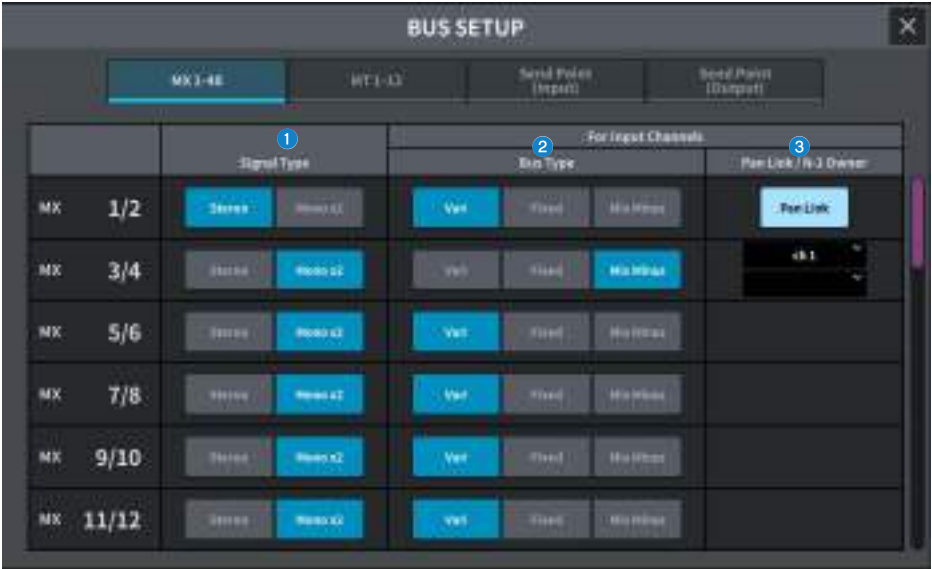 BUS SETUP
MX 1-48
MT 1-12
Send Point
(Input)
Send Point
(Output)
1
2
3
For Input Channels
Signal Type
Bus Type
Pan Link / N-1 Owner
MX 1/2 Stereo Mono x2 Vari Fixed Mix Minus Pan Link
MX 3/4 Stereo Mono x2 Vari Fixed Mix Minus ch 1
MX 5/6 Stereo Mono x2 Vari Fixed Mix Minus
MX 7/8 Stereo Mono x2 Vari Fixed Mix Minus
MX 9/10 Stereo Mono x2 Vari Fixed Mix Minus
MX 11/12 Stereo Mono x2 Vari Fixed Mix Minus